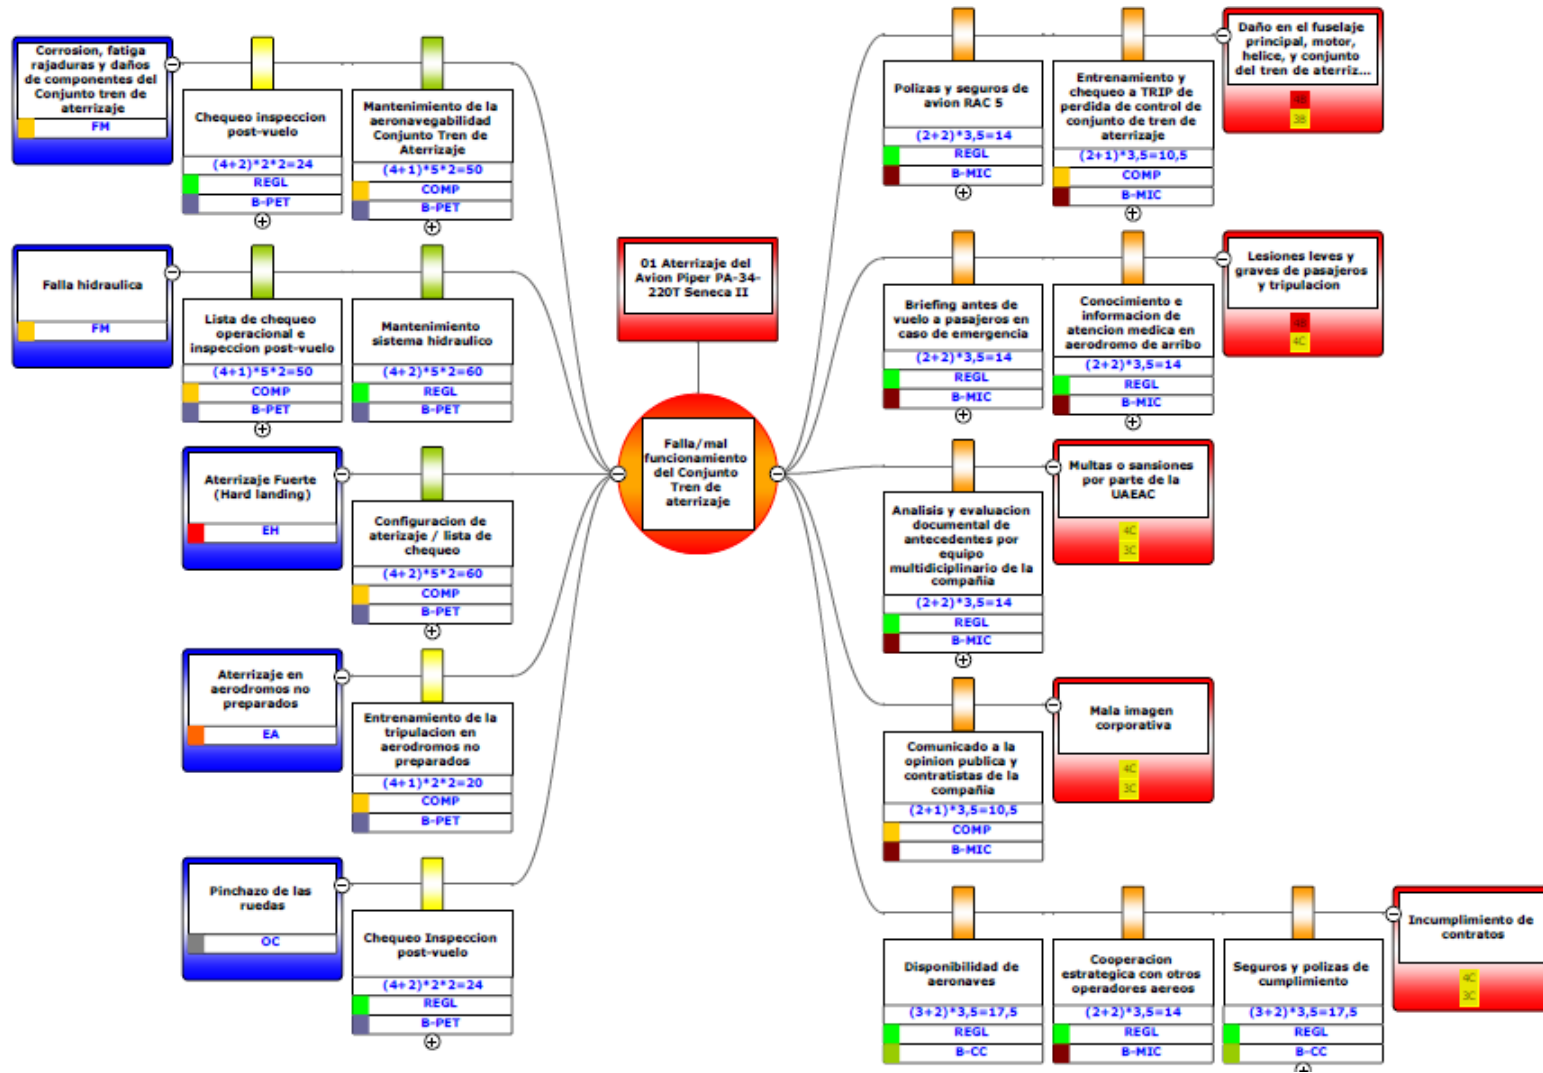 Corrosion, fatiga
rajaduras y daños
de componentes del
Conjunto tren de
aterrizaje
FM
Chequeo inspeccion
post-vuelo
(4+2)*2*2=24
REGL
B-PET
Mantenimiento de la
aeronavegabilidad
Conjunto Tren de
Aterrizaje
(4+1)*5*2=50
COMP
B-PET
Falla hidraulica
FM
Lista de chequeo
operacional e
inspeccion post-vuelo
(4+1)*5*2=50
COMP
B-PET
Mantenimiento
sistema hidraulico
(4+2)*5*2=60
REGL
B-PET
Aterrizaje Fuerte
(Hard landing)
EH
Configuracion de
aterizaje / lista de
chequeo
(4+2)*5*2=60
COMP
B-PET
Aterrizaje en
aerodromos no
preparados
EA
Entrenamiento de la
tripulacion en
aerodromos no
preparados
(4+1)*2*2=20
COMP
B-PET
Pinchazo de las
ruedas
OC
Chequeo Inspeccion
post-vuelo
(4+2)*2*2=24
REGL
B-PET
01 Aterrizaje del
Avion Piper PA-34-
220T Seneca II
Falla/mal
funcionamiento
del Conjunto
Tren de
aterrizaje
Polizas y seguros de
avion RAC 5
(2+2)*3,5=14
REGL
B-MIC
Entrenamiento y
chequeo a TRIP de
perdida de control de
conjunto de tren de
aterrizaje
(2+1)*3,5=10,5
COMP
B-MIC
Daño en el fuselaje
principal, motor,
helice, y conjunto
del tren de aterriz...
4B
3B
Briefing antes de
vuelo a pasajeros en
caso de emergencia
(2+2)*3,5=14
REGL
B-MIC
Conocimiento e
informacion de
atencion medica en
aerodromo de arribo
(2+2)*3,5=14
REGL
B-MIC
Lesiones leves y
graves de pasajeros
y tripulacion
4B
4C
Analisis y evaluacion
documental de
antecedentes por
equipo
multidiciplinario de la
compañia
(2+2)*3,5=14
REGL
B-MIC
Multas o sansiones
por parte de la
UAEAC
4C
3C
Comunicado a la
opinion publica y
contratistas de la
compañia
(2+1)*3,5=10,5
COMP
B-MIC
Mala imagen
corporativa
4C
3C
Disponibilidad de
aeronaves
(3+2)*3,5=17,5
REGL
B-CC
Cooperacion
estrategica con otros
operadores aereos
(2+2)*3,5=14
REGL
B-MIC
Seguros y polizas de
cumplimiento
(3+2)*3,5=17,5
REGL
B-CC
Incumplimiento de
contratos
4C
3C